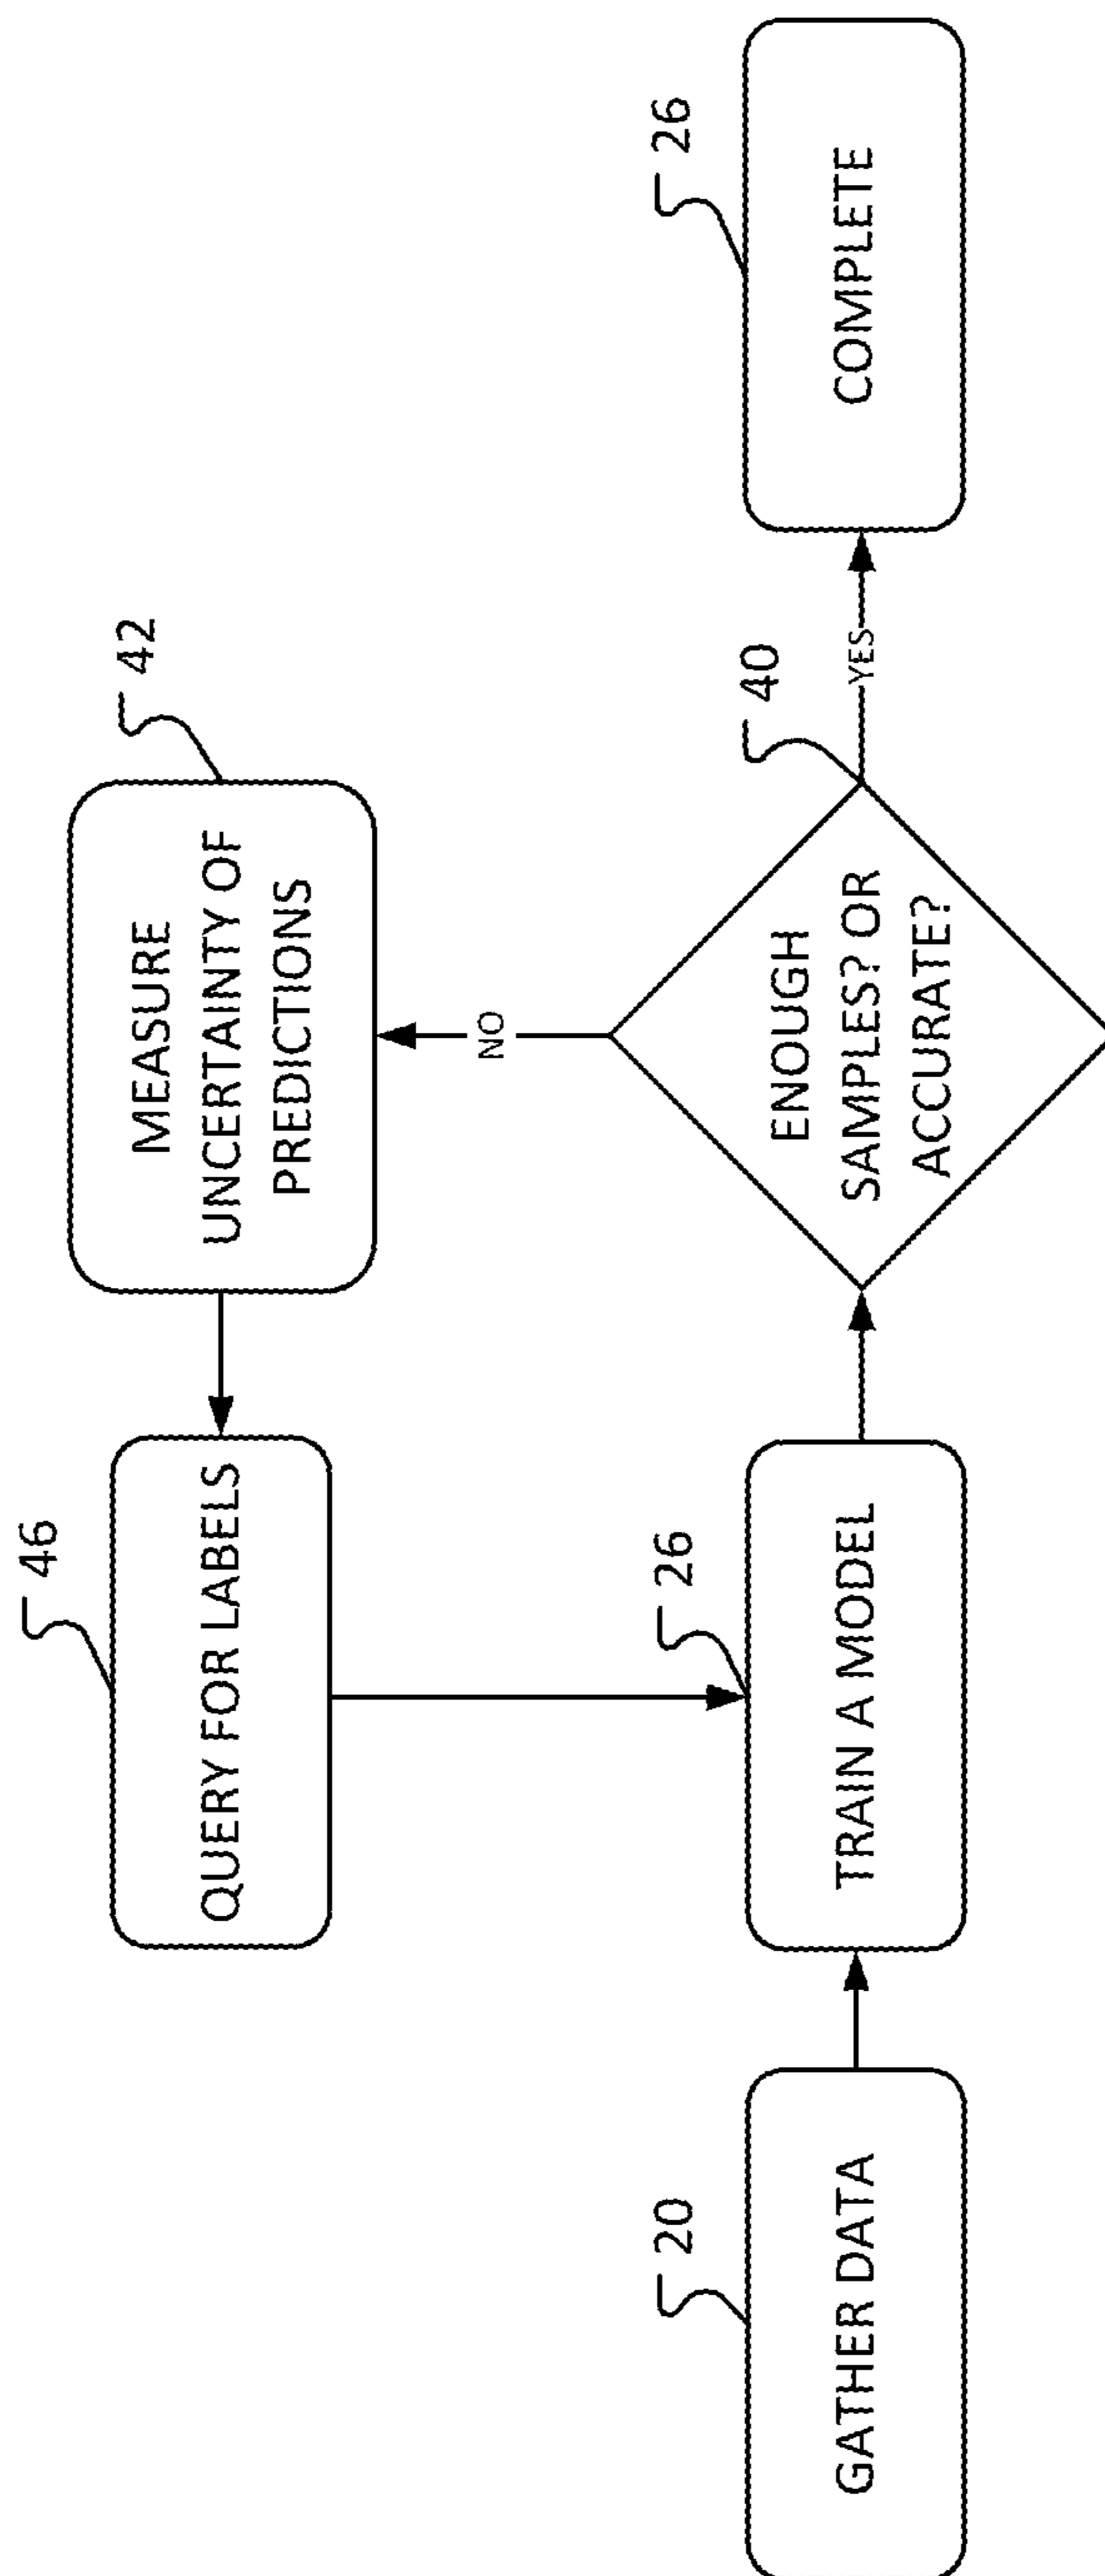 46
QUERY FOR LABELS
42
MEASURE
UNCERTAINTY OF
PREDICTIONS
NO
20
GATHER DATA
26
TRAIN A MODEL
40
ENOUGH
SAMPLES? OR
ACCURATE?
YES
26
COMPLETE